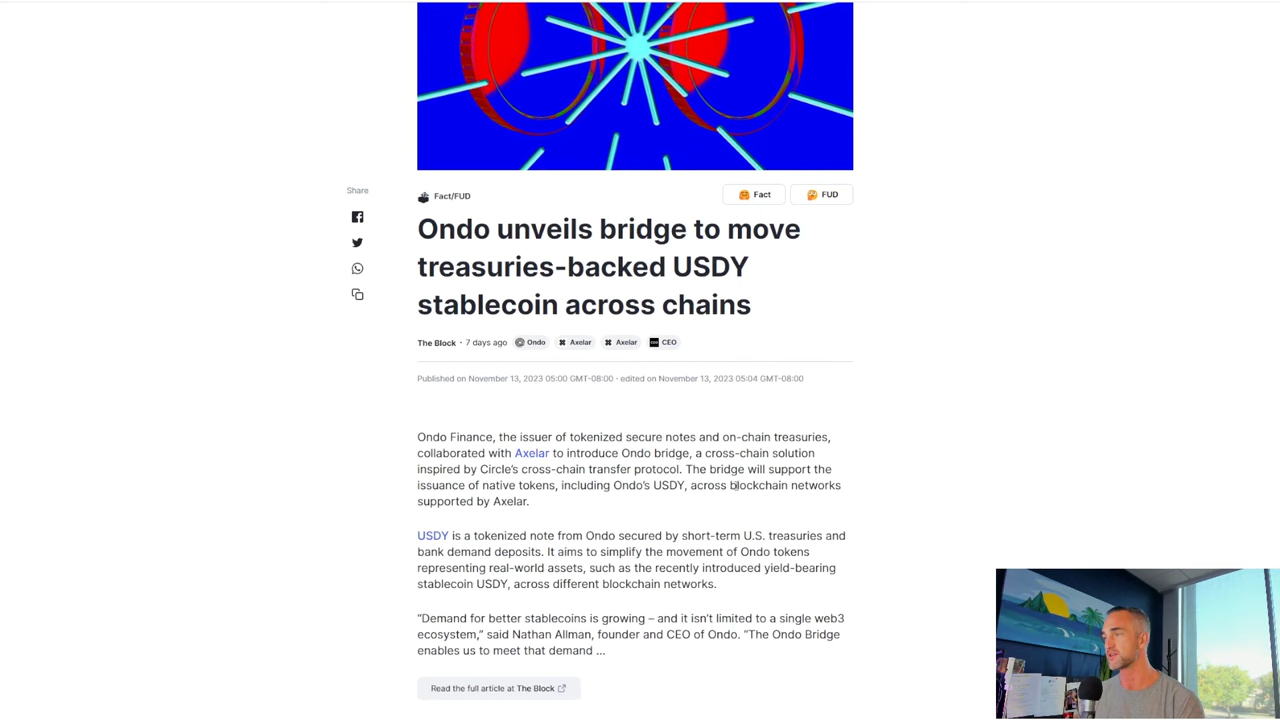 Share
Fact/FUD
Fact
FUD
Ondo unveils bridge to move
treasuries-backed USDY
stablecoin across chains
The Block · 7 days ago Ondo Axelar Axelar CEO
Published on November 13, 2023 05:00 GMT-08:00 · edited on November 13, 2023 05:04 GMT-08:00
Ondo Finance, the issuer of tokenized secure notes and on-chain treasuries,
collaborated with Axelar to introduce Ondo bridge, a cross-chain solution
inspired by Circle's cross-chain transfer protocol. The bridge will support the
issuance of native tokens, including Ondo's USDY, across blockchain networks
supported by Axelar.
USDY is a tokenized note from Ondo secured by short-term U.S. treasuries and
bank demand deposits. It aims to simplify the movement of Ondo tokens
representing real-world assets, such as the recently introduced yield-bearing
stablecoin USDY, across different blockchain networks.
“Demand for better stablecoins is growing – and it isn’t limited to a single web3
ecosystem,” said Nathan Allman, founder and CEO of Ondo. “The Ondo Bridge
enables us to meet that demand ...
Read the full article at The Block